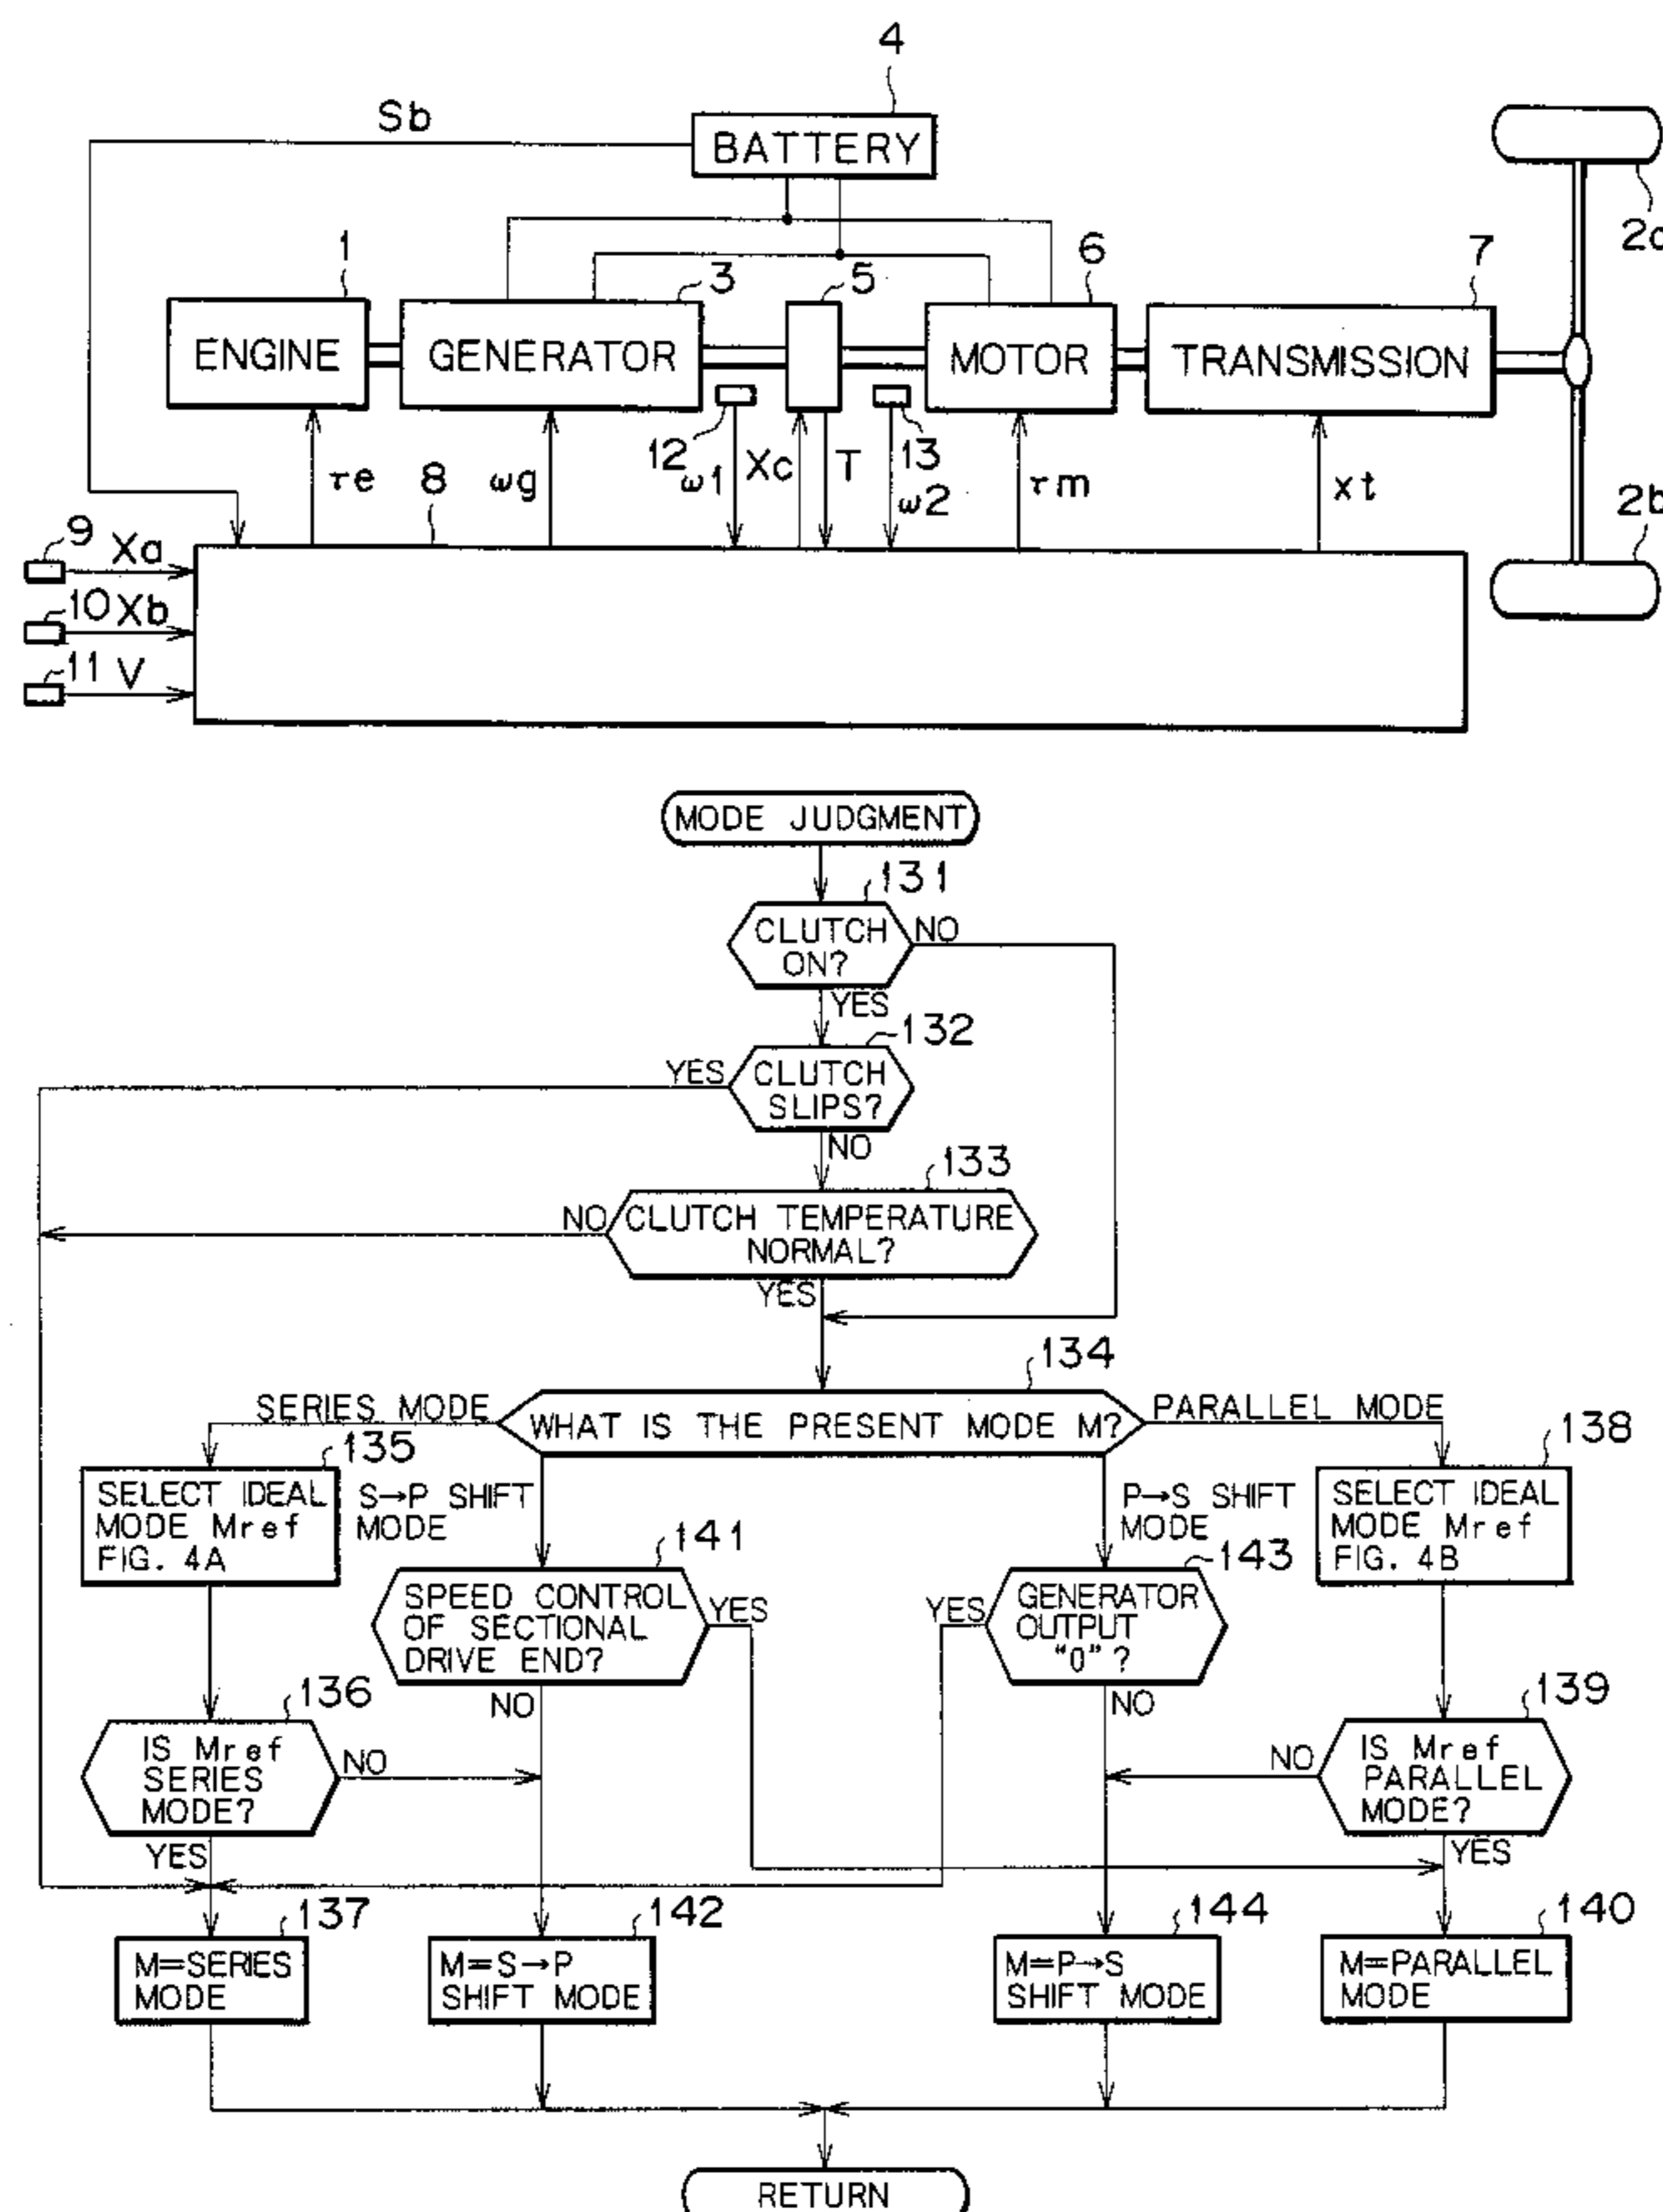 4
Sb
BATTERY
2a
1
3
5
6
7
ENGINE
GENERATOR
MOTOR
TRANSMISSION
12
13
τe
8
ωg
ω1
Xc
T
ω2
τm
xt
2b
9
Xa
10
Xb
11
V
MODE JUDGMENT
131
CLUTCH
ON?
NO
YES
132
YES
CLUTCH
SLIPS?
NO
133
NO
CLUTCH TEMPERATURE
NORMAL?
YES
134
SERIES MODE
WHAT IS THE PRESENT MODE M?
PARALLEL MODE
135
138
SELECT IDEAL
MODE Mref
FIG. 4A
S→P SHIFT
MODE
P→S SHIFT
MODE
SELECT IDEAL
MODE Mref
FIG. 4B
141
143
SPEED CONTROL
OF SECTIONAL
DRIVE END?
YES
YES
GENERATOR
OUTPUT
"0"?
136
NO
NO
139
IS Mref
SERIES
MODE?
NO
NO
IS Mref
PARALLEL
MODE?
YES
YES
137
142
144
140
M=SERIES
MODE
M=S→P
SHIFT MODE
M=P→S
SHIFT MODE
M=PARALLEL
MODE
RETURN